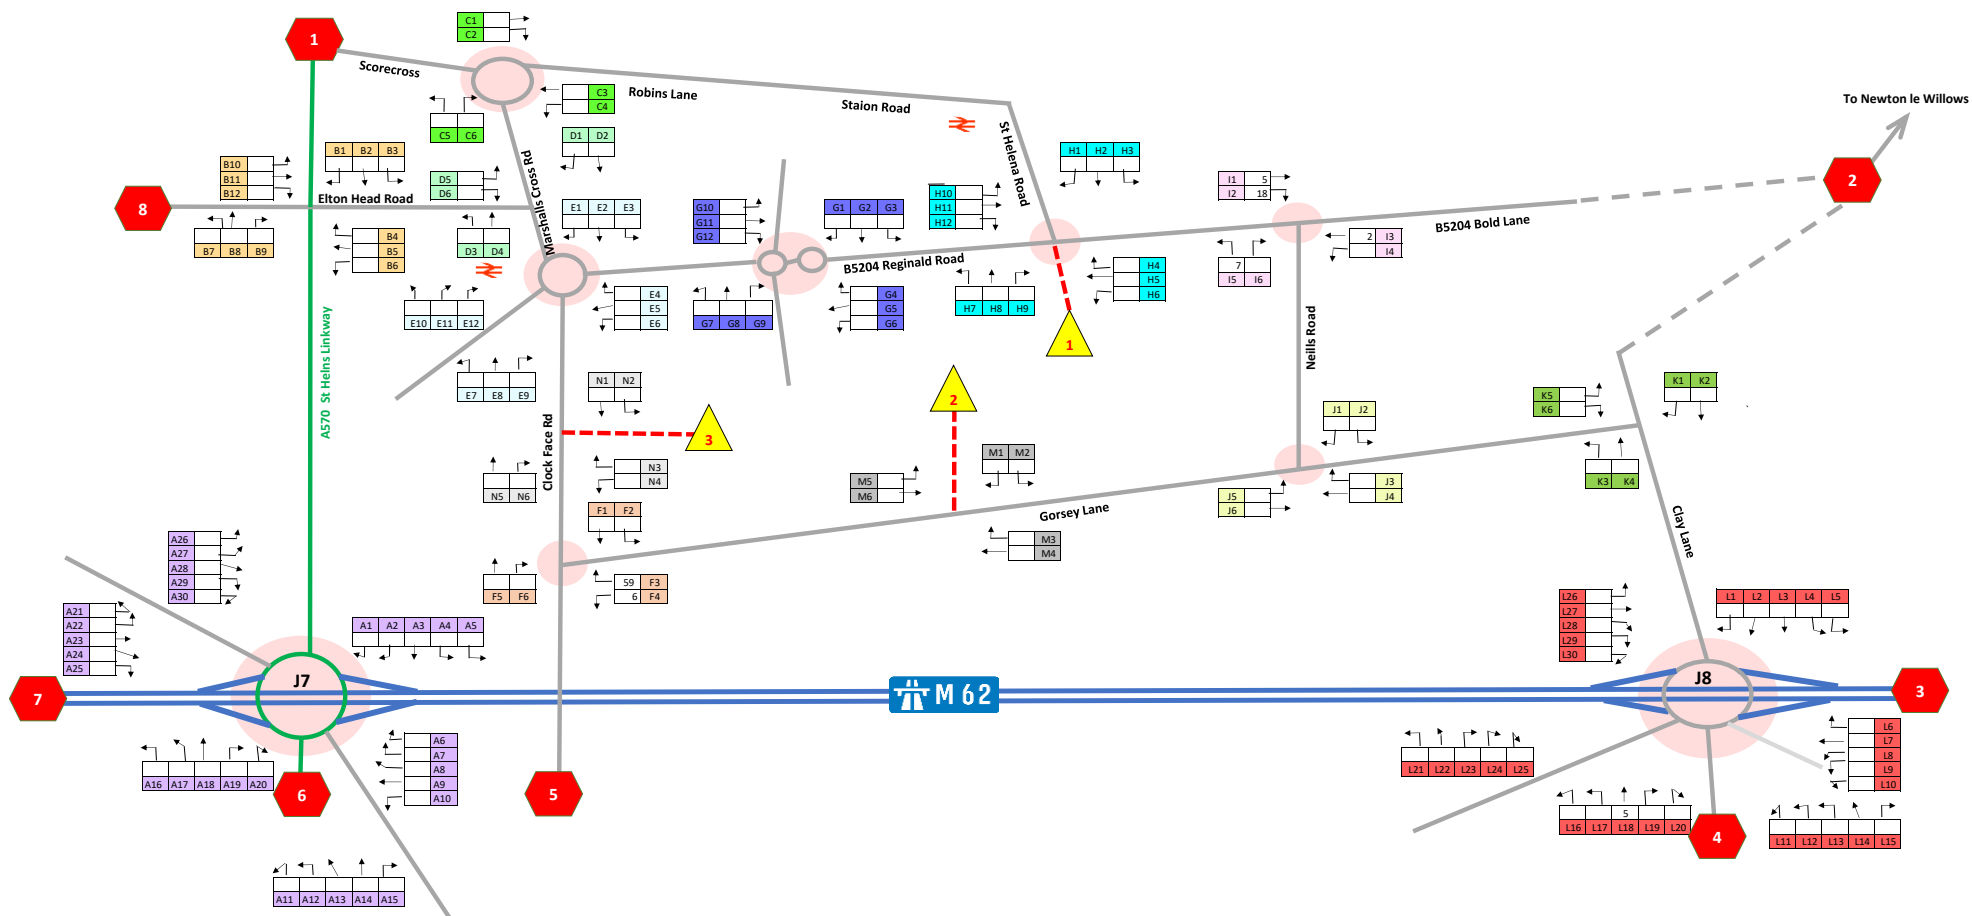 C1
C2
1
Scorecross
C3
C4
Robins Lane
Staion Road
To Newton le Willows
C5 C6
D1 D2
St Helena Road
B1 B2 B3
H1 H2 H3
B10
B11
B12
D5
D6
Marshalls Cross Rd
I1 5
I2 18
2
8
Elton Head Road
E1 E2 E3
G10
G11
G12
G1 G2 G3
H10
H11
H12
B5204 Bold Lane
B7 B8 B9
B4
B5
B6
D3 D4
B5204 Reginald Road
2 I3
I4
7
I5 I6
E10 E11 E12
E4
E5
E6
G7 G8 G9
G4
G5
G6
H7 H8 H9
H4
H5
H6
1
A570 St Helns Linkway
Neills Road
E7 E8 E9
N1 N2
2
K5
K6
K1 K2
3
J1 J2
Clock Face Rd
N5 N6
N3
N4
M5
M6
M1 M2
J5
J6
J3
J4
K3 K4
F1 F2
Gorsey Lane
Clay Lane
A26
A27
A28
A29
A30
M3
M4
F5 F6
59 F3
6 F4
A21
A22
A23
A24
A25
A1 A2 A3 A4 A5
L26
L27
L28
L29
L30
L1 L2 L3 L4 L5
7
J7
M 62
J8
3
A16 A17 A18 A19 A20
6
A6
A7
A8
A9
A10
5
L21 L22 L23 L24 L25
L6
L7
L8
L9
L10
5
L16 L17 L18 L19 L20
4
L11 L12 L13 L14 L15
A11 A12 A13 A14 A15